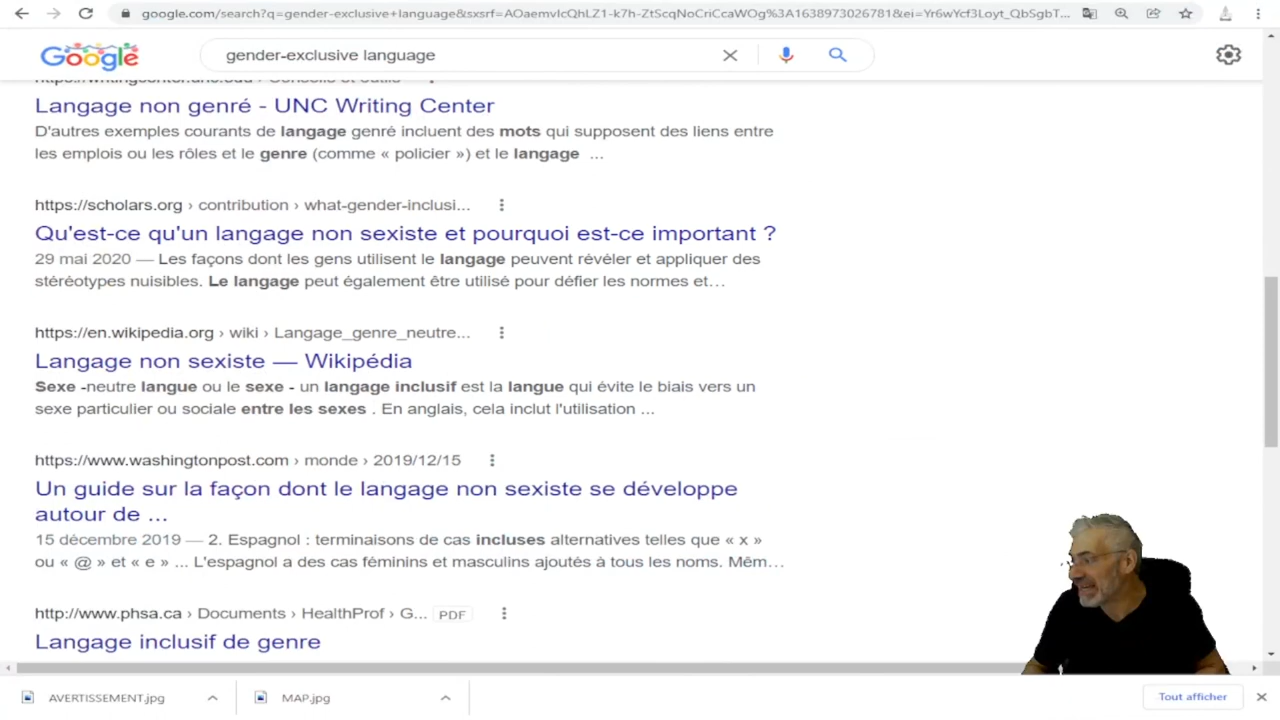 google.com/search?q=gender-exclusive+language&sxsrf=AOaemvIcQhLZ1-k7h-ZtScqNoCriCcaWOg%3A1638973026781&ei=Yr6wYcf3Loyt_QbSgbT...
Google
gender-exclusive language
https://writingcenter.unc.edu › Conseils et outils
Langage non genré - UNC Writing Center
D'autres exemples courants de langage genré incluent des mots qui supposent des liens entre
les emplois ou les rôles et le genre (comme « policier ») et le langage ...
https://scholars.org › contribution › what-gender-inclusi...
Qu'est-ce qu'un langage non sexiste et pourquoi est-ce important ?
29 mai 2020 — Les façons dont les gens utilisent le langage peuvent révéler et appliquer des
stéréotypes nuisibles. Le langage peut également être utilisé pour défier les normes et…
https://en.wikipedia.org › wiki › Langage_genre_neutre...
Langage non sexiste — Wikipédia
Sexe -neutre langue ou le sexe - un langage inclusif est la langue qui évite le biais vers un
sexe particulier ou sociale entre les sexes . En anglais, cela inclut l'utilisation ...
https://www.washingtonpost.com › monde › 2019/12/15
Un guide sur la façon dont le langage non sexiste se développe
autour de ...
15 décembre 2019 — 2. Espagnol : terminaisons de cas incluses alternatives telles que « x »
ou « @ » et « e » ... L'espagnol a des cas féminins et masculins ajoutés à tous les noms. Mêm…
http://www.phsa.ca › Documents › HealthProf › G... PDF
Langage inclusif de genre
AVERTISSEMENT.jpg
MAP.jpg
Tout afficher